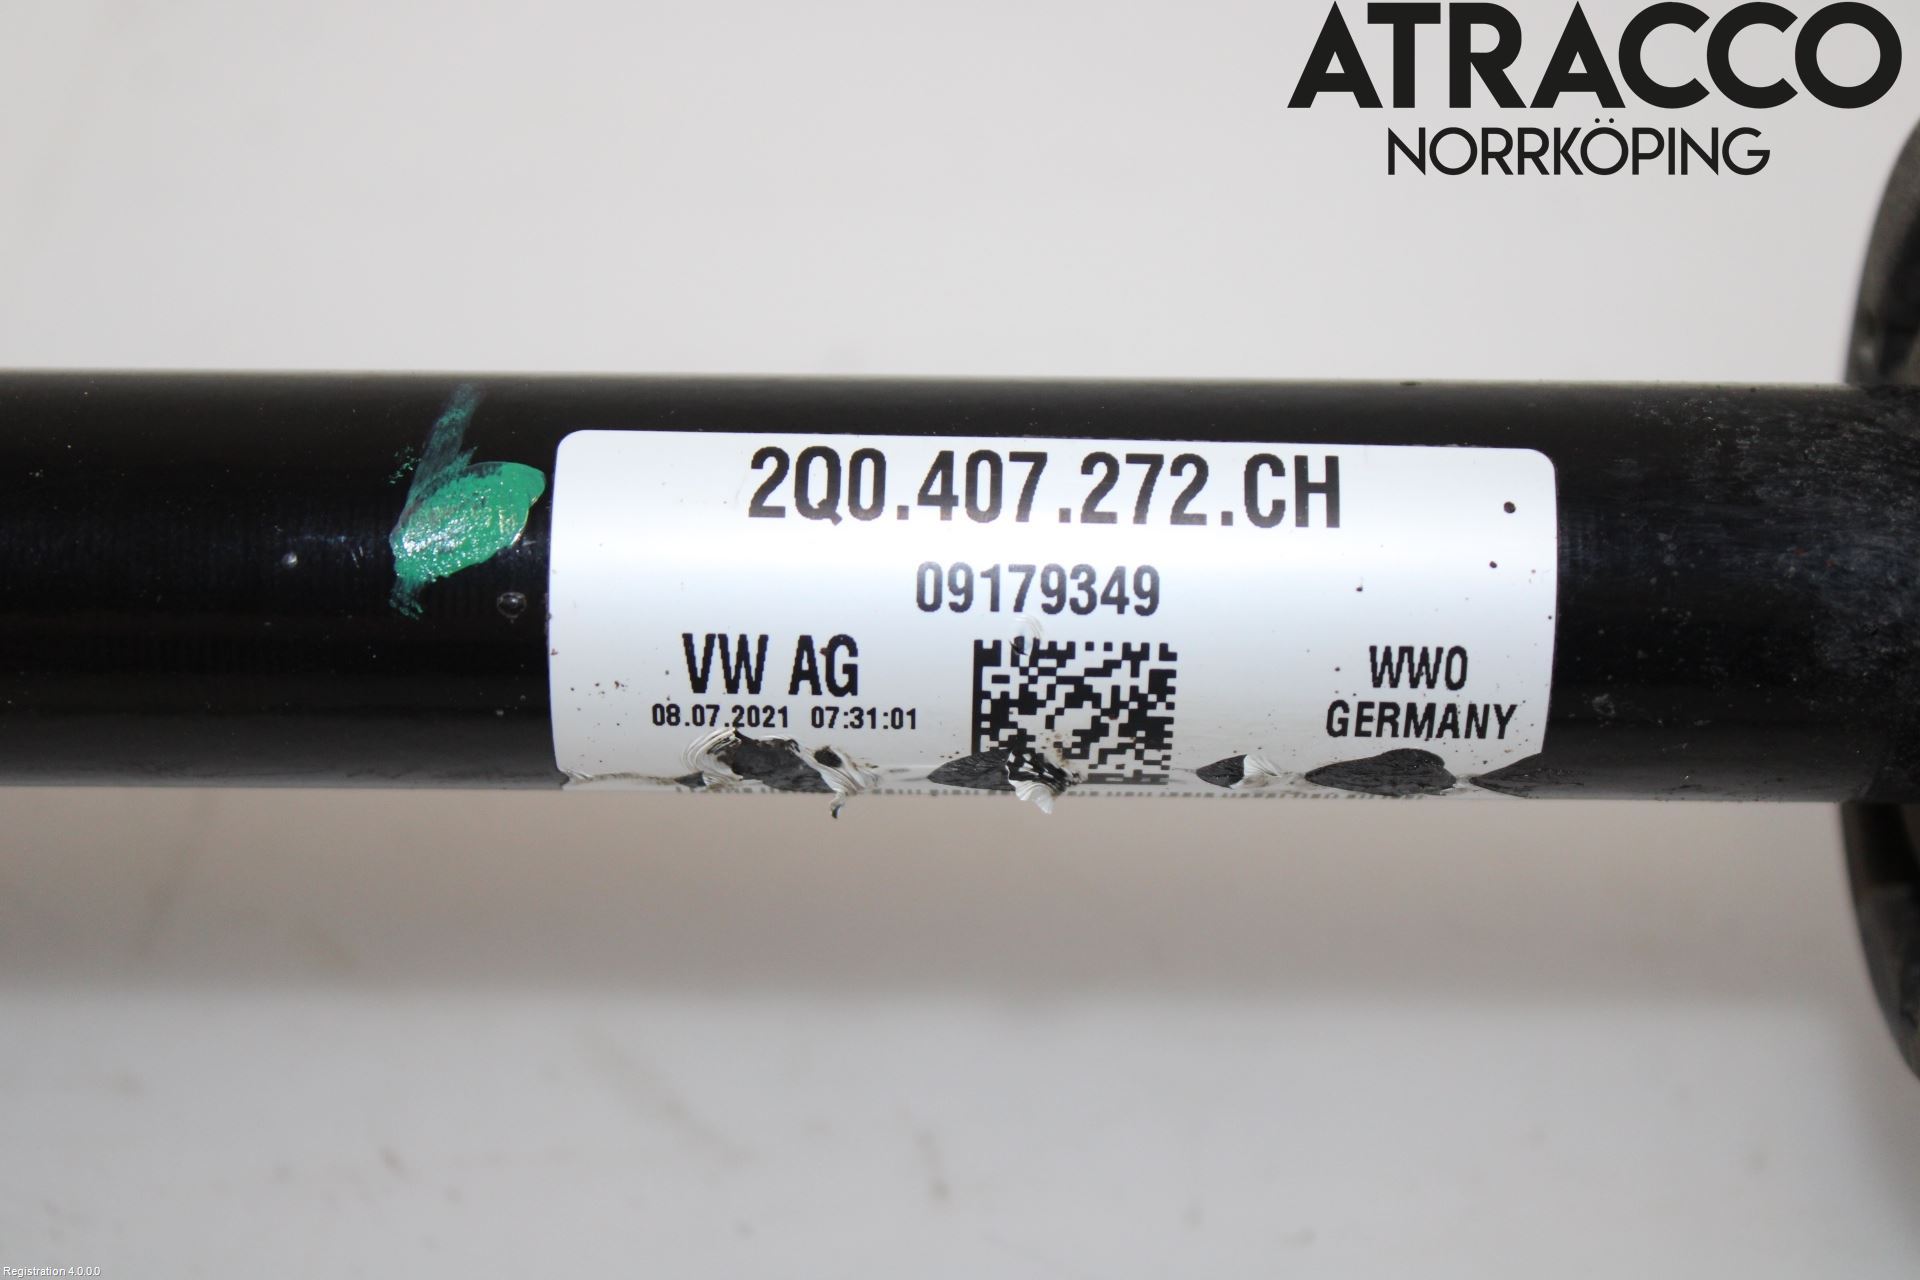 ATRACCO
NORRKÖPING
2Q0.407.272.CH
09179349
VW AG
08.07.2021 07:31:01
WWO
GERMANY
Registration 4.0.0.0